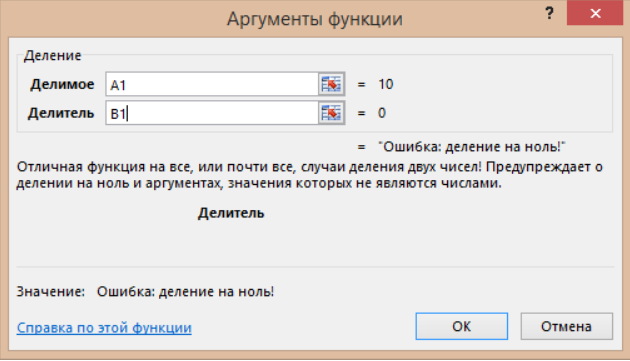 Аргументы функции
? ×
Деление
Делимое A1 = 10
Делитель B1 = 0
= "Ошибка: деление на ноль!"
Отличная функция на все, или почти все, случаи деления двух чисел! Предупреждает о
делении на ноль и аргументах, значения которых не являются числами.
Делитель
Значение: Ошибка: деление на ноль!
Справка по этой функции
ОК Отмена